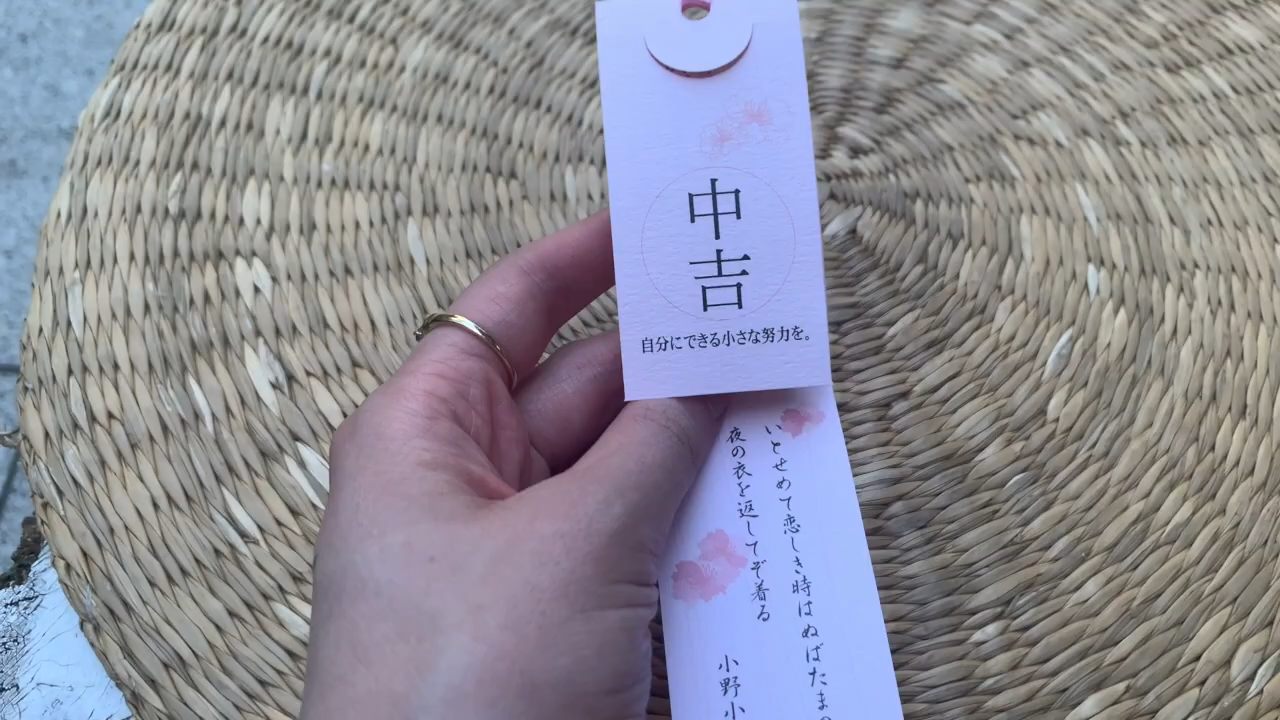 中吉
自分にできる小さな努力を。
いとせめて恋しき時はぬばたまの
夜の衣を返してぞ着る
小野小